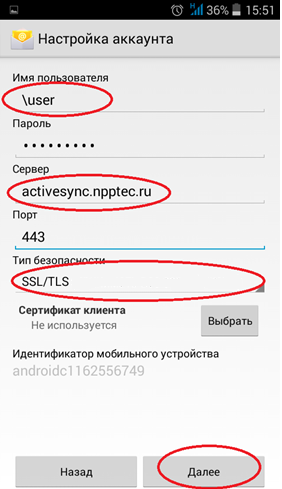 H 36% 15:51
Настройка аккаунта
Имя пользователя
\user
Пароль
•••••••••
Сервер
activesync.npptec.ru
Порт
443
Тип безопасности
SSL/TLS
Сертификат клиента
Не используется
Выбрать
Идентификатор мобильного устройства
androidc1162556749
Назад
Далее